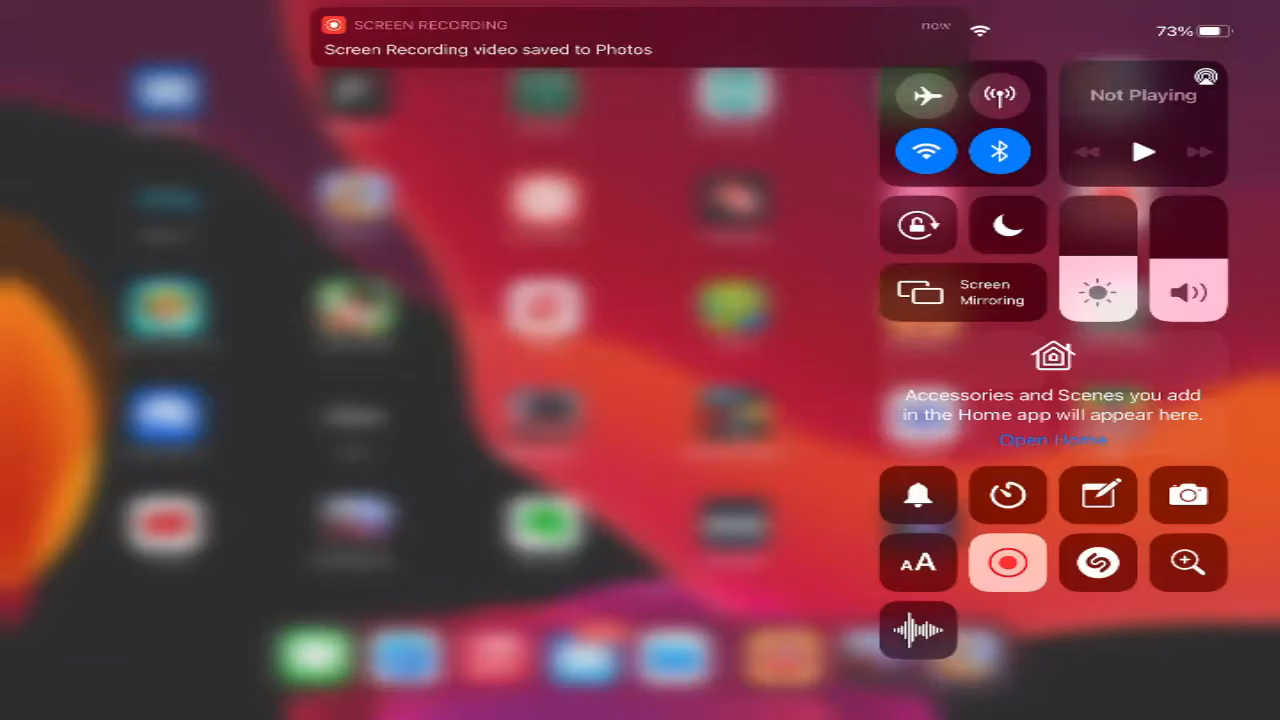 SCREEN RECORDING
now
Screen Recording video saved to Photos
73%
Not Playing
Screen
Mirroring
Accessories and Scenes you add
in the Home app will appear here.
Open Home
AA